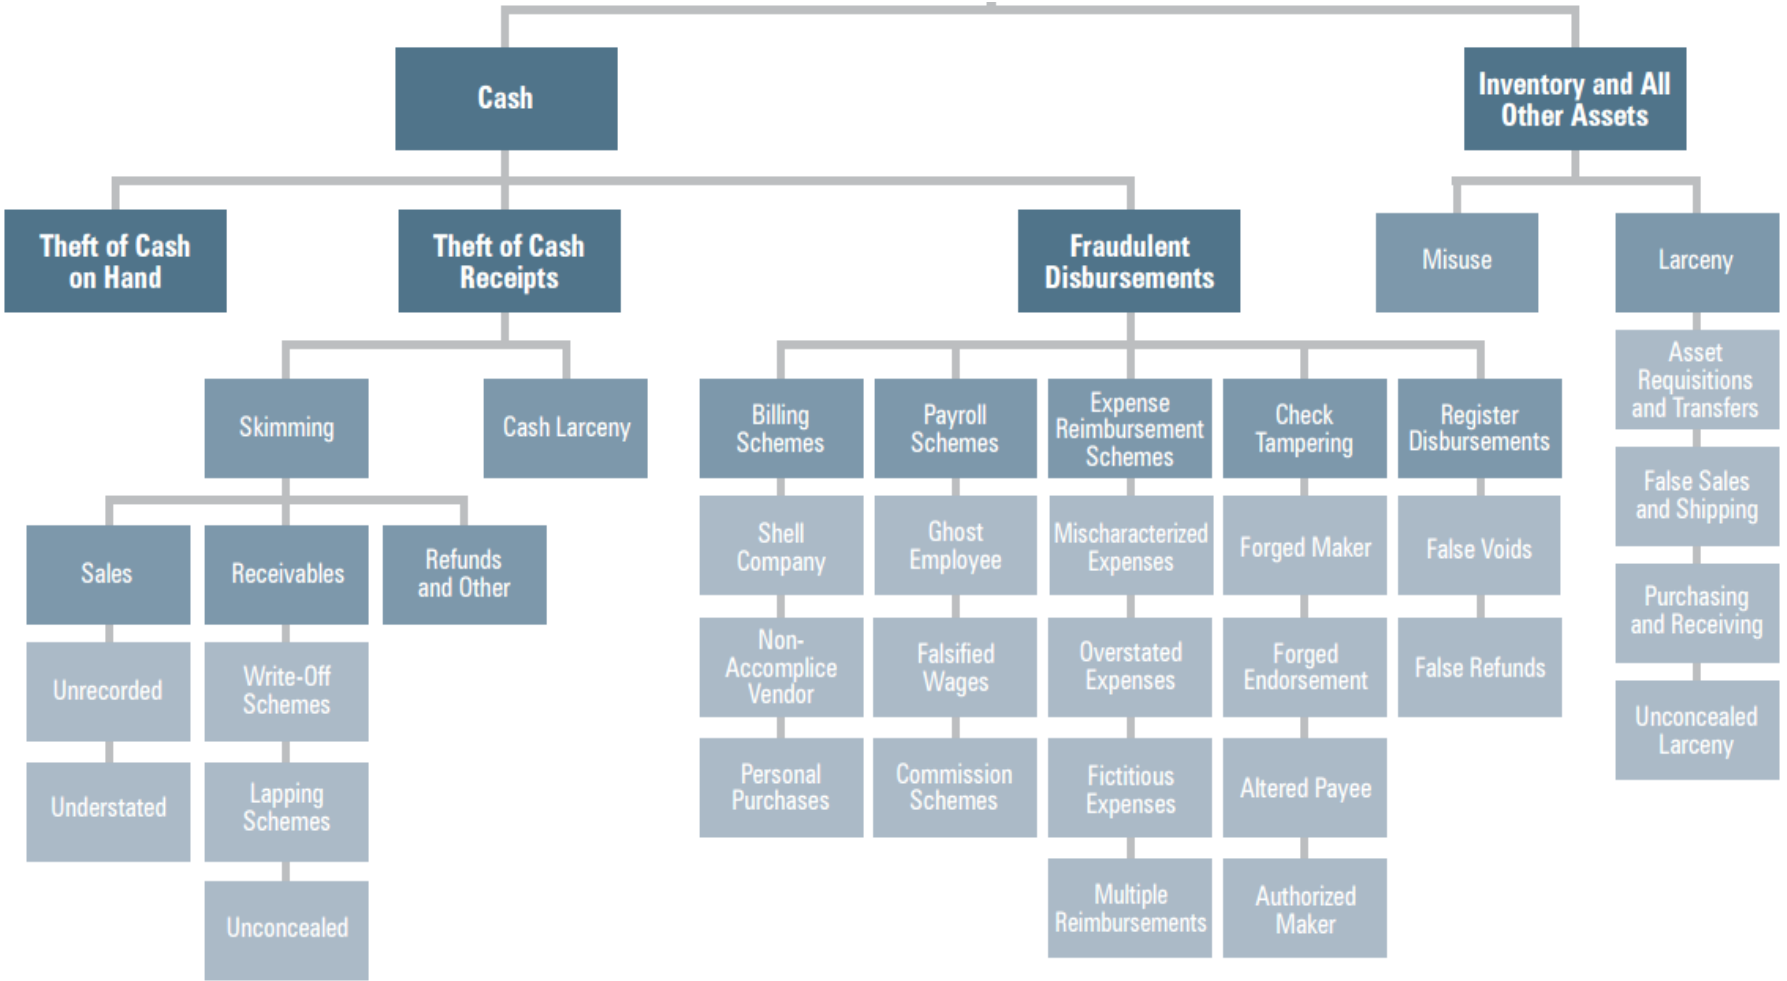 Cash
Inventory and All
Other Assets
Theft of Cash
on Hand
Theft of Cash
Receipts
Fraudulent
Disbursements
Misuse
Larceny
Skimming
Cash Larceny
Billing
Schemes
Payroll
Schemes
Expense
Reimbursement
Schemes
Check
Tampering
Register
Disbursements
Asset
Requisitions
and Transfers
False Sales
and Shipping
Purchasing
and Receiving
Unconcealed
Larceny
Sales
Receivables
Refunds
and Other
Unrecorded
Understated
Write-Off
Schemes
Lapping
Schemes
Unconcealed
Shell
Company
Non-
Accomplice
Vendor
Personal
Purchases
Ghost
Employee
Falsified
Wages
Commission
Schemes
Mischaracterized
Expenses
Overstated
Expenses
Fictitious
Expenses
Multiple
Reimbursements
Forged Maker
Forged
Endorsement
Altered Payee
Authorized
Maker
False Voids
False Refunds